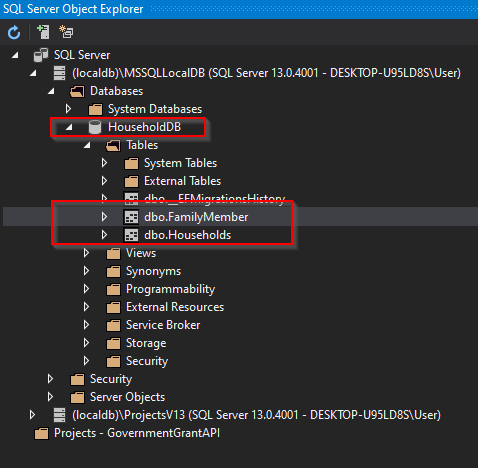 SQL Server Object Explorer
SQL Server
(localdb)\MSSQLLocalDB (SQL Server 13.0.4001 - DESKTOP-U95LD8S\User)
Databases
System Databases
HouseholdDB
Tables
System Tables
External Tables
dbo.__EFMigrationsHistory
dbo.FamilyMember
dbo.Households
Views
Synonyms
Programmability
External Resources
Service Broker
Storage
Security
Security
Server Objects
(localdb)\ProjectsV13 (SQL Server 13.0.4001 - DESKTOP-U95LD8S\User)
Projects - GovernmentGrantAPI